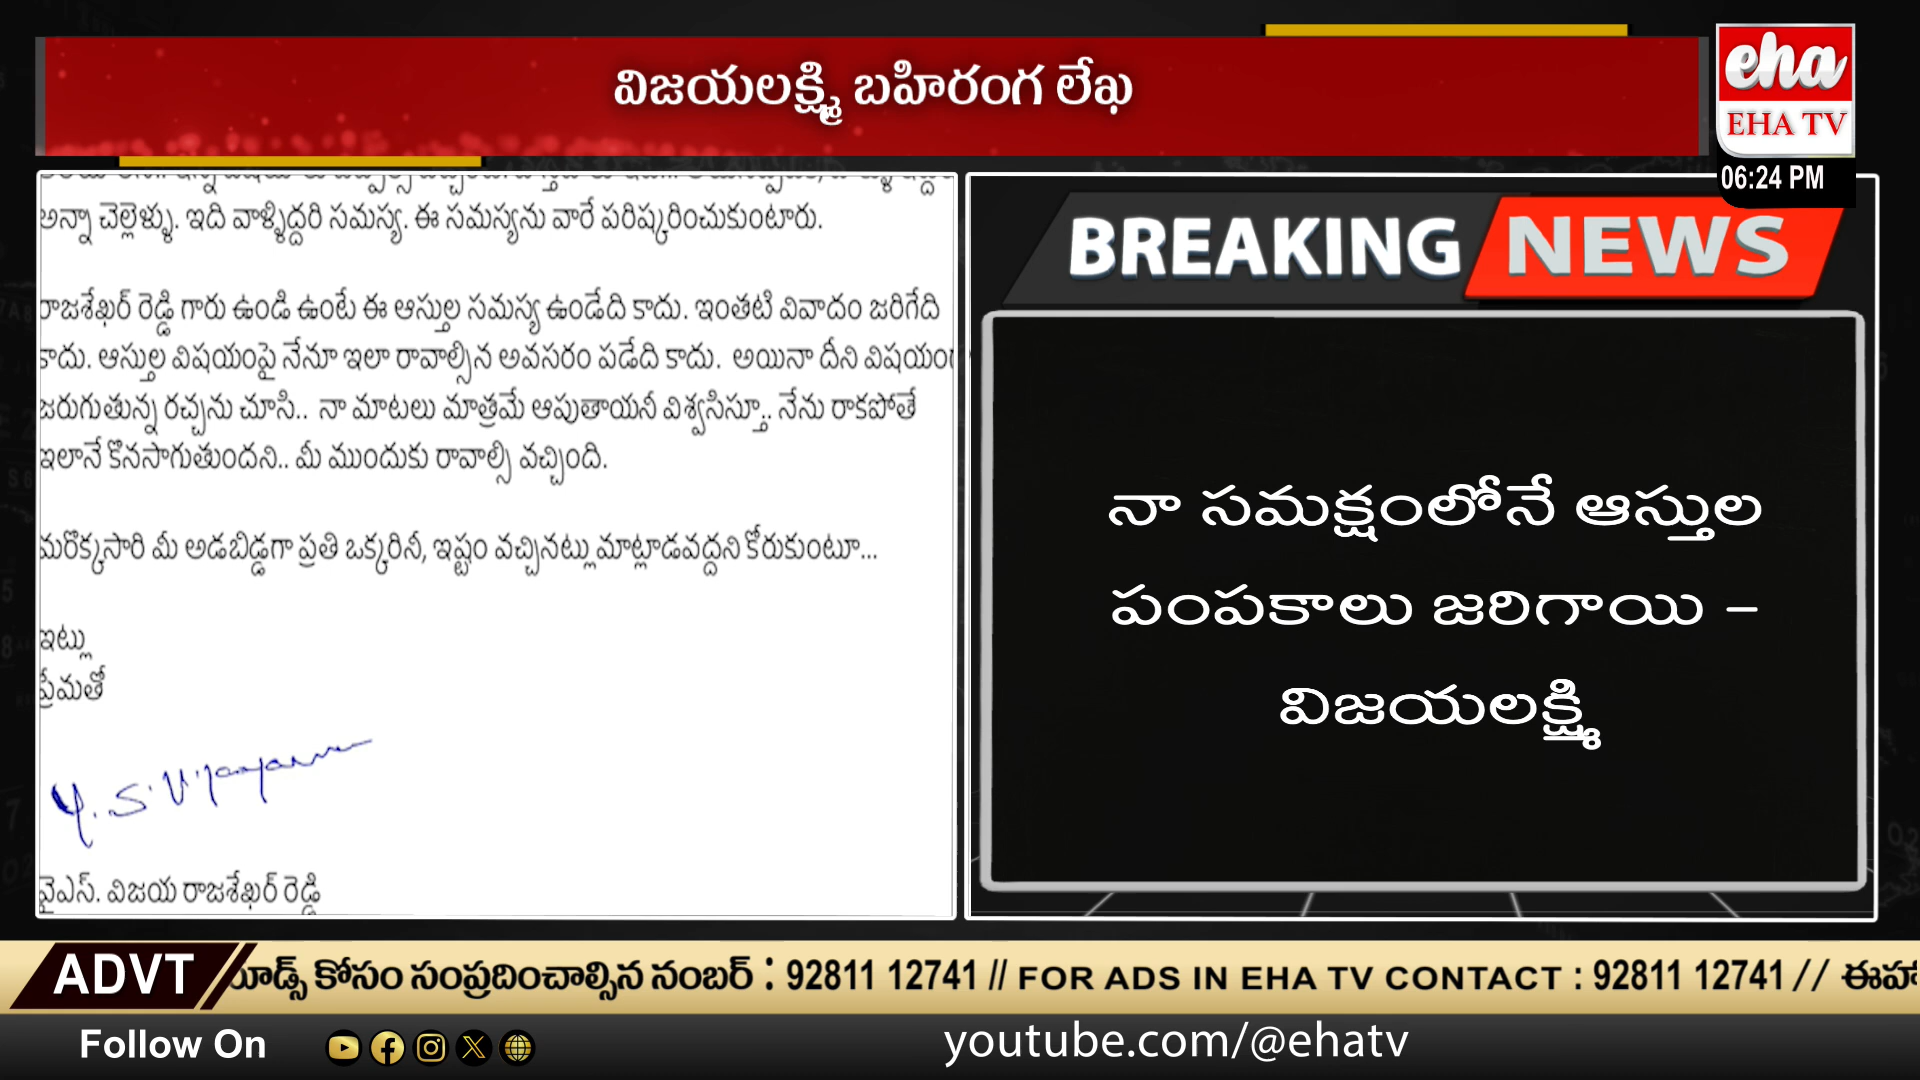 విజయలక్ష్మి బహిరంగ లేఖ
eha
EHA TV
06:24 PM
అన్నా చెల్లెళ్ళు. ఇది వాళ్ళిద్దరి సమస్య. ఈ సమస్యను వారే పరిష్కరించుకుంటారు.
రాజశేఖర్ రెడ్డి గారు ఉండి ఉంటే ఈ ఆస్తుల సమస్య ఉండేది కాదు. ఇంతటి వివాదం జరిగేది
కాదు. ఆస్తుల విషయంపై నేనూ ఇలా రావాల్సిన అవసరం పడేది కాదు. అయినా దీని
జరుగుతున్న రచ్చను చూసి.. నా మాటలు మాత్రమే ఆపుతాయనీ విశ్వసిస్తూ.. నేను రాకపోతే
ఇలానే కొనసాగుతుందని.. మీ ముందుకు రావాల్సి వచ్చింది.
మరొక్కసారి మీ అడబిడ్డగా ప్రతి ఒక్కరినీ, ఇష్టం వచ్చినట్లు మాట్లాడవద్దని కోరుకుంటూ...
ఇట్లు
ప్రేమతో
Y. S. Vijayamma
వైఎస్. విజయ రాజశేఖర్ రెడ్డి
BREAKING NEWS
నా సమక్షంలోనే ఆస్తుల
పంపకాలు జరిగాయి –
విజయలక్ష్మి
ADVT
కోసం సంప్రదించాల్సిన నంబర్ : 92811 12741 // FOR ADS IN EHA TV CONTACT : 92811 12741 //
Follow On
youtube.com/@ehatv